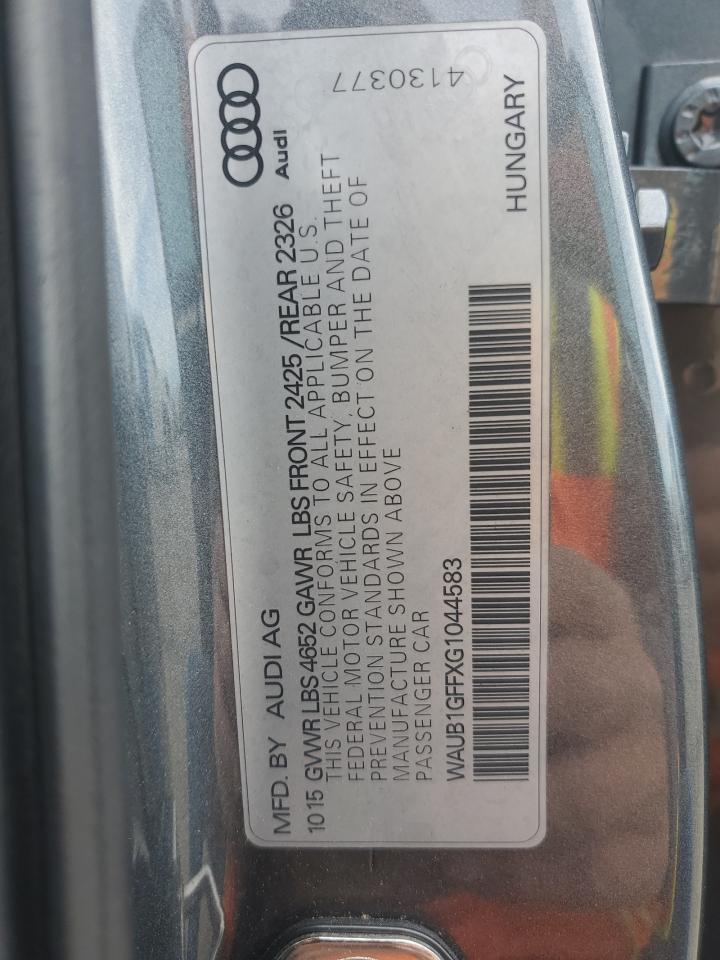 MFD. BY AUDI AG
Audi
10 15 GVWR LBS 4652 GAWR LBS FRONT 2425 /REAR 2326
THIS VEHICLE CONFORMS TO ALL APPLICABLE U.S.
FEDERAL MOTOR VEHICLE SAFETY, BUMPER AND THEFT
PREVENTION STANDARDS IN EFFECT ON THE DATE OF
MANUFACTURE SHOWN ABOVE
PASSENGER CAR
WAUB1GFFXG1044583
HUNGARY
4130377